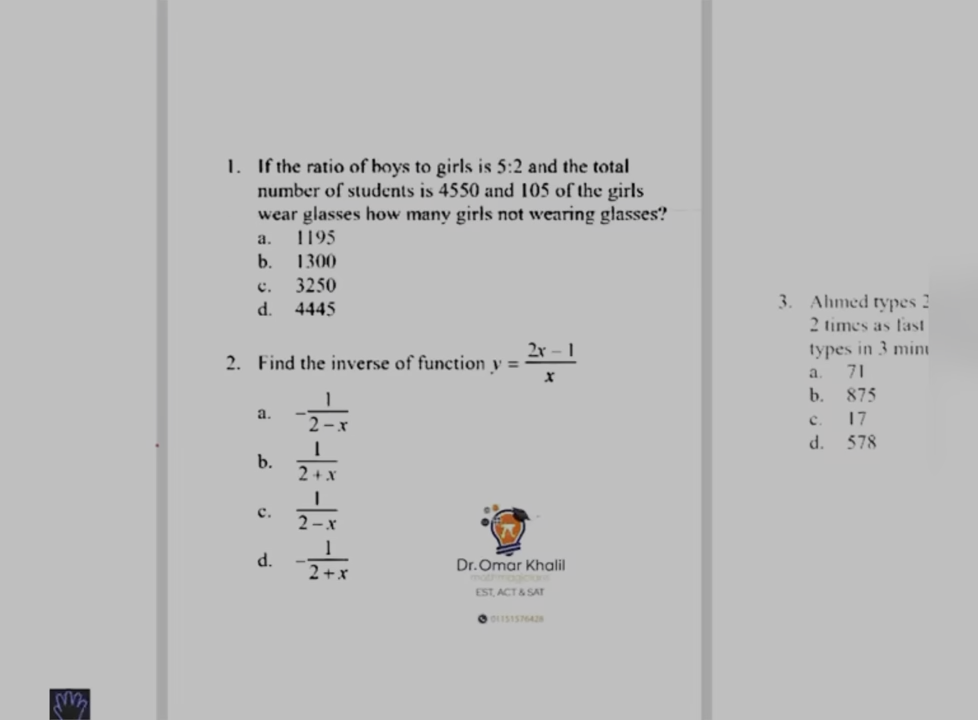 1. If the ratio of boys to girls is 5:2 and the total
number of students is 4550 and 105 of the girls
wear glasses how many girls not wearing glasses?
a. 1195
b. 1300
c. 3250
d. 4445
2. Find the inverse of function y = (2x − 1)/x
a. −1/(2 − x)
b. 1/(2 + x)
c. 1/(2 − x)
d. −1/(2 + x)
Dr.Omar Khalil
EST, ACT & SAT
01151576428
3. Ahmed types
2 times as fast
types in 3
a. 71
b. 875
c. 17
d. 578